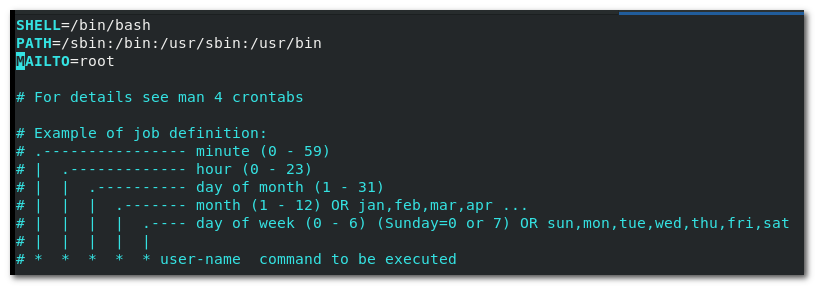 SHELL=/bin/bash
PATH=/sbin:/bin:/usr/sbin:/usr/bin
MAILTO=root
# For details see man 4 crontabs
# Example of job definition:
# .---------------- minute (0 - 59)
# |  .------------- hour (0 - 23)
# |  |  .---------- day of month (1 - 31)
# |  |  |  .------- month (1 - 12) OR jan,feb,mar,apr ...
# |  |  |  |  .---- day of week (0 - 6) (Sunday=0 or 7) OR sun,mon,tue,wed,thu,fri,sat
# |  |  |  |  |
# *  *  *  *  * user-name  command to be executed